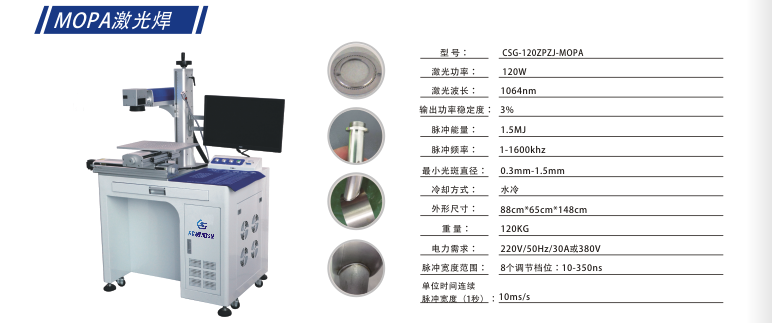 MOPA激光焊
型号： CSG-120ZPZJ-MOPA
激光功率： 120W
激光波长： 1064nm
输出功率稳定度： 3%
脉冲能量： 1.5MJ
脉冲频率： 1-1600khz
最小光斑直径： 0.3mm-1.5mm
冷却方式： 水冷
外形尺寸： 88cm*65cm*148cm
重量： 120KG
电力需求： 220V/50Hz/30A或380V
脉冲宽度范围： 8个调节档位：10-350ns
单位时间连续
脉冲宽度（1秒）： 10ms/s